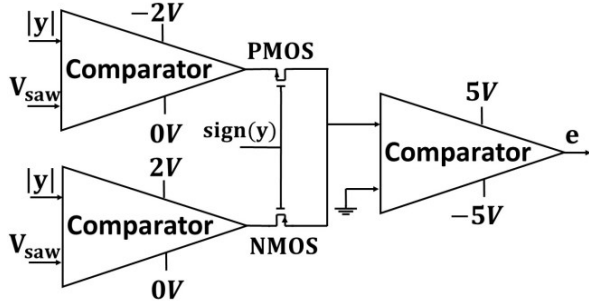 |y|
−2V
PMOS
Comparator
V_saw
0V
sign(y)
5V
e
Comparator
−5V
|y|
2V
Comparator
V_saw
NMOS
0V